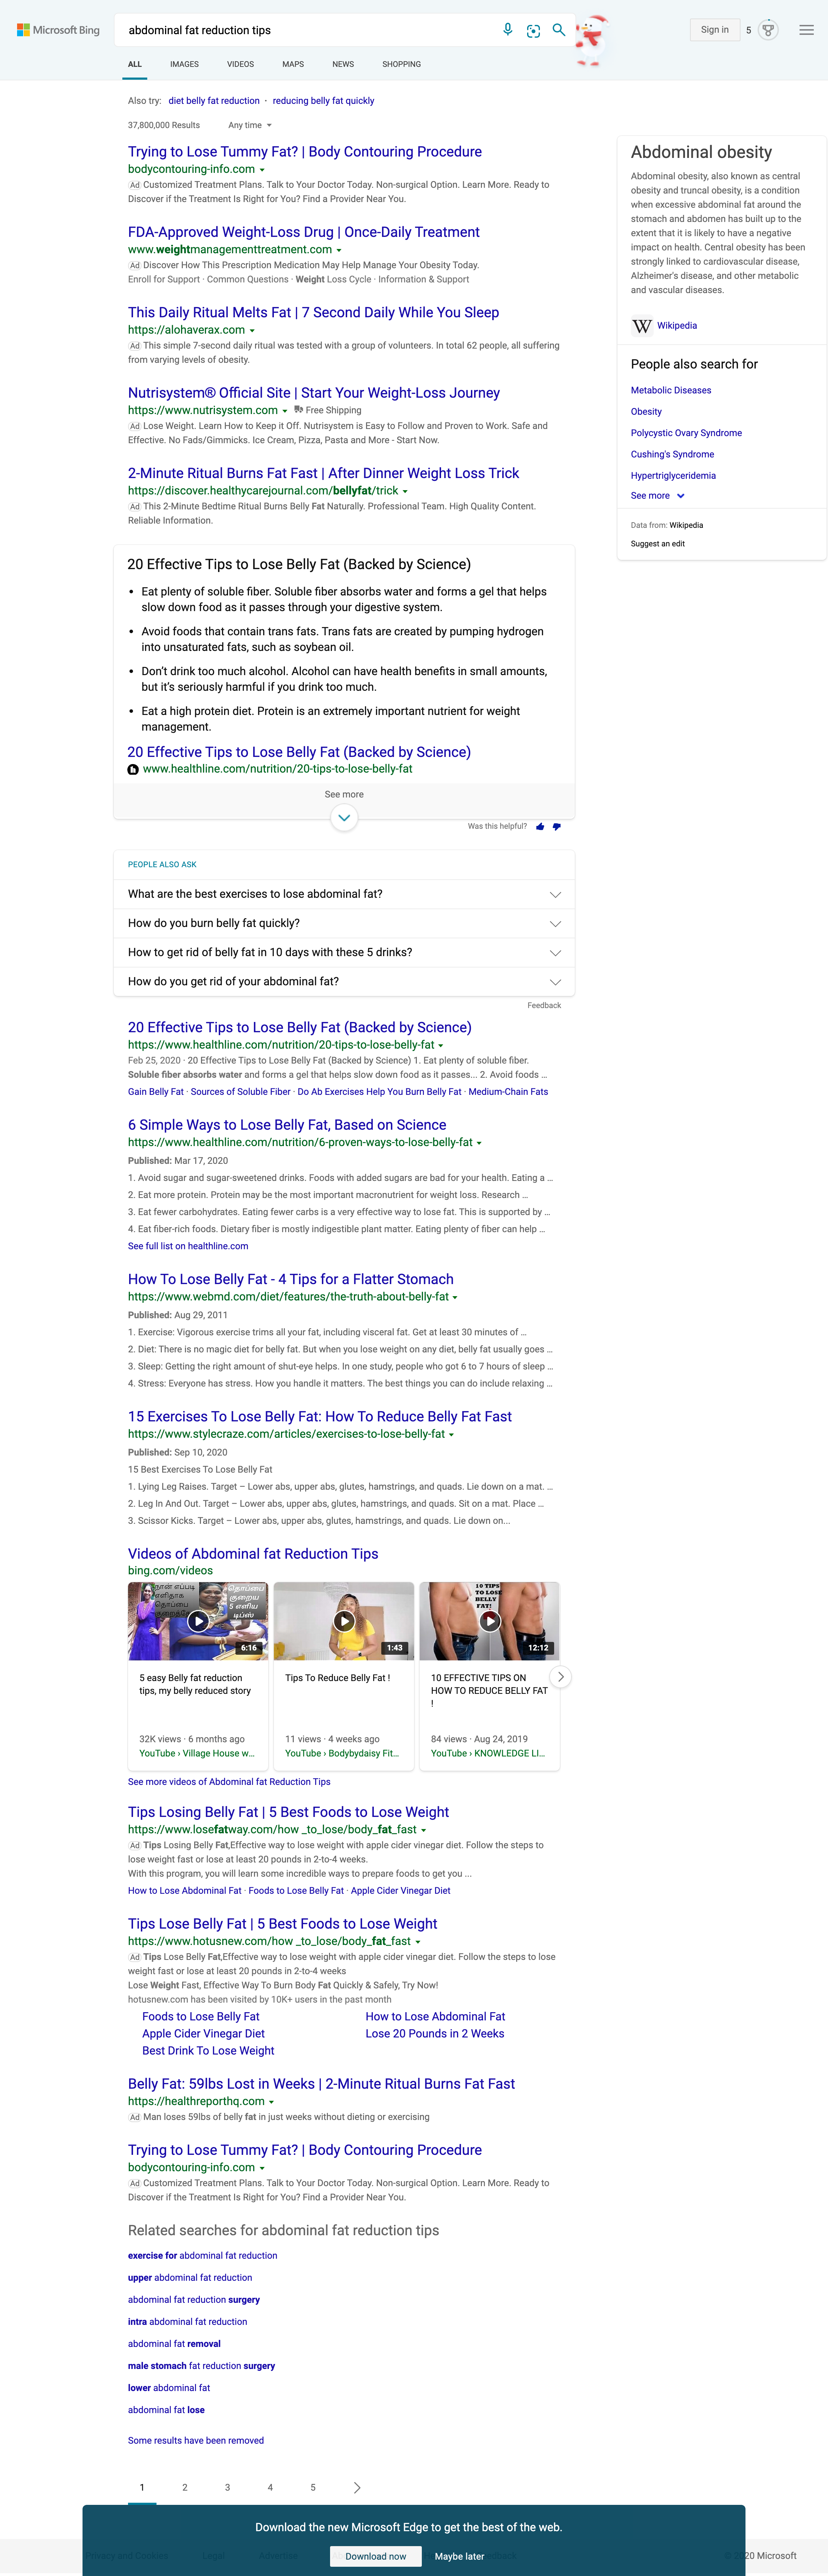 Microsoft Bing
abdominal fat reduction tips
Sign in
5
ALL
IMAGES
VIDEOS
MAPS
NEWS
SHOPPING
Also try: diet belly fat reduction · reducing belly fat quickly
37,800,000 Results
Any time
Trying to Lose Tummy Fat? | Body Contouring Procedure
bodycontouring-info.com
Ad Customized Treatment Plans. Talk to Your Doctor Today. Non-surgical Option. Learn More. Ready to
Discover if the Treatment Is Right for You? Find a Provider Near You.
FDA-Approved Weight-Loss Drug | Once-Daily Treatment
www.weightmanagementtreatment.com
Ad Discover How This Prescription Medication May Help Manage Your Obesity Today.
Enroll for Support · Common Questions · Weight Loss Cycle · Information & Support
This Daily Ritual Melts Fat | 7 Second Daily While You Sleep
https://alohaverax.com
Ad This simple 7-second daily ritual was tested with a group of volunteers. In total 62 people, all suffering
from varying levels of obesity.
Nutrisystem® Official Site | Start Your Weight-Loss Journey
https://www.nutrisystem.com
Free Shipping
Ad Lose Weight. Learn How to Keep it Off. Nutrisystem is Easy to Follow and Proven to Work. Safe and
Effective. No Fads/Gimmicks. Ice Cream, Pizza, Pasta and More - Start Now.
2-Minute Ritual Burns Fat Fast | After Dinner Weight Loss Trick
https://discover.healthycarejournal.com/bellyfat/trick
Ad This 2-Minute Bedtime Ritual Burns Belly Fat Naturally. Professional Team. High Quality Content.
Reliable Information.
20 Effective Tips to Lose Belly Fat (Backed by Science)
• Eat plenty of soluble fiber. Soluble fiber absorbs water and forms a gel that helps
slow down food as it passes through your digestive system.
• Avoid foods that contain trans fats. Trans fats are created by pumping hydrogen
into unsaturated fats, such as soybean oil.
• Don't drink too much alcohol. Alcohol can have health benefits in small amounts,
but it's seriously harmful if you drink too much.
• Eat a high protein diet. Protein is an extremely important nutrient for weight
management.
20 Effective Tips to Lose Belly Fat (Backed by Science)
www.healthline.com/nutrition/20-tips-to-lose-belly-fat
See more
Was this helpful?
PEOPLE ALSO ASK
What are the best exercises to lose abdominal fat?
How do you burn belly fat quickly?
How to get rid of belly fat in 10 days with these 5 drinks?
How do you get rid of your abdominal fat?
Feedback
20 Effective Tips to Lose Belly Fat (Backed by Science)
https://www.healthline.com/nutrition/20-tips-to-lose-belly-fat
Feb 25, 2020 · 20 Effective Tips to Lose Belly Fat (Backed by Science) 1. Eat plenty of soluble fiber.
Soluble fiber absorbs water and forms a gel that helps slow down food as it passes... 2. Avoid foods ...
Gain Belly Fat · Sources of Soluble Fiber · Do Ab Exercises Help You Burn Belly Fat · Medium-Chain Fats
6 Simple Ways to Lose Belly Fat, Based on Science
https://www.healthline.com/nutrition/6-proven-ways-to-lose-belly-fat
Published: Mar 17, 2020
1. Avoid sugar and sugar-sweetened drinks. Foods with added sugars are bad for your health. Eating a ...
2. Eat more protein. Protein may be the most important macronutrient for weight loss. Research ...
3. Eat fewer carbohydrates. Eating fewer carbs is a very effective way to lose fat. This is supported by ...
4. Eat fiber-rich foods. Dietary fiber is mostly indigestible plant matter. Eating plenty of fiber can help ...
See full list on healthline.com
How To Lose Belly Fat - 4 Tips for a Flatter Stomach
https://www.webmd.com/diet/features/the-truth-about-belly-fat
Published: Aug 29, 2011
1. Exercise: Vigorous exercise trims all your fat, including visceral fat. Get at least 30 minutes of ...
2. Diet: There is no magic diet for belly fat. But when you lose weight on any diet, belly fat usually goes ...
3. Sleep: Getting the right amount of shut-eye helps. In one study, people who got 6 to 7 hours of sleep ...
4. Stress: Everyone has stress. How you handle it matters. The best things you can do include relaxing ...
15 Exercises To Lose Belly Fat: How To Reduce Belly Fat Fast
https://www.stylecraze.com/articles/exercises-to-lose-belly-fat
Published: Sep 10, 2020
15 Best Exercises To Lose Belly Fat
1. Lying Leg Raises. Target – Lower abs, upper abs, glutes, hamstrings, and quads. Lie down on a mat. ...
2. Leg In And Out. Target – Lower abs, upper abs, glutes, hamstrings, and quads. Sit on a mat. Place ...
3. Scissor Kicks. Target – Lower abs, upper abs, glutes, hamstrings, and quads. Lie down on...
Videos of Abdominal fat Reduction Tips
bing.com/videos
6:16
5 easy Belly fat reduction
tips, my belly reduced story
32K views · 6 months ago
YouTube › Village House w...
1:43
Tips To Reduce Belly Fat !
11 views · 4 weeks ago
YouTube › Bodybydaisy Fit...
10 TIPS
TO LOSE
BELLY
FAT!
12:12
10 EFFECTIVE TIPS ON
HOW TO REDUCE BELLY FAT
!
84 views · Aug 24, 2019
YouTube › KNOWLEDGE LI...
See more videos of Abdominal fat Reduction Tips
Tips Losing Belly Fat | 5 Best Foods to Lose Weight
https://www.losefatway.com/how _to_lose/body_fat_fast
Ad Tips Losing Belly Fat,Effective way to lose weight with apple cider vinegar diet. Follow the steps to
lose weight fast or lose at least 20 pounds in 2-to-4 weeks.
With this program, you will learn some incredible ways to prepare foods to get you ...
How to Lose Abdominal Fat · Foods to Lose Belly Fat · Apple Cider Vinegar Diet
Tips Lose Belly Fat | 5 Best Foods to Lose Weight
https://www.hotusnew.com/how _to_lose/body_fat_fast
Ad Tips Lose Belly Fat,Effective way to lose weight with apple cider vinegar diet. Follow the steps to lose
weight fast or lose at least 20 pounds in 2-to-4 weeks
Lose Weight Fast, Effective Way To Burn Body Fat Quickly & Safely, Try Now!
hotusnew.com has been visited by 10K+ users in the past month
Foods to Lose Belly Fat
How to Lose Abdominal Fat
Apple Cider Vinegar Diet
Lose 20 Pounds in 2 Weeks
Best Drink To Lose Weight
Belly Fat: 59lbs Lost in Weeks | 2-Minute Ritual Burns Fat Fast
https://healthreporthq.com
Ad Man loses 59lbs of belly fat in just weeks without dieting or exercising
Trying to Lose Tummy Fat? | Body Contouring Procedure
bodycontouring-info.com
Ad Customized Treatment Plans. Talk to Your Doctor Today. Non-surgical Option. Learn More. Ready to
Discover if the Treatment Is Right for You? Find a Provider Near You.
Related searches for abdominal fat reduction tips
exercise for abdominal fat reduction
upper abdominal fat reduction
abdominal fat reduction surgery
intra abdominal fat reduction
abdominal fat removal
male stomach fat reduction surgery
lower abdominal fat
abdominal fat lose
Some results have been removed
1 2 3 4 5
Abdominal obesity
Abdominal obesity, also known as central
obesity and truncal obesity, is a condition
when excessive abdominal fat around the
stomach and abdomen has built up to the
extent that it is likely to have a negative
impact on health. Central obesity has been
strongly linked to cardiovascular disease,
Alzheimer's disease, and other metabolic
and vascular diseases.
W Wikipedia
People also search for
Metabolic Diseases
Obesity
Polycystic Ovary Syndrome
Cushing's Syndrome
Hypertriglyceridemia
See more
Data from: Wikipedia
Suggest an edit
Download the new Microsoft Edge to get the best of the web.
Download now
Maybe later
Privacy and Cookies
Legal
Advertise
© 2020 Microsoft